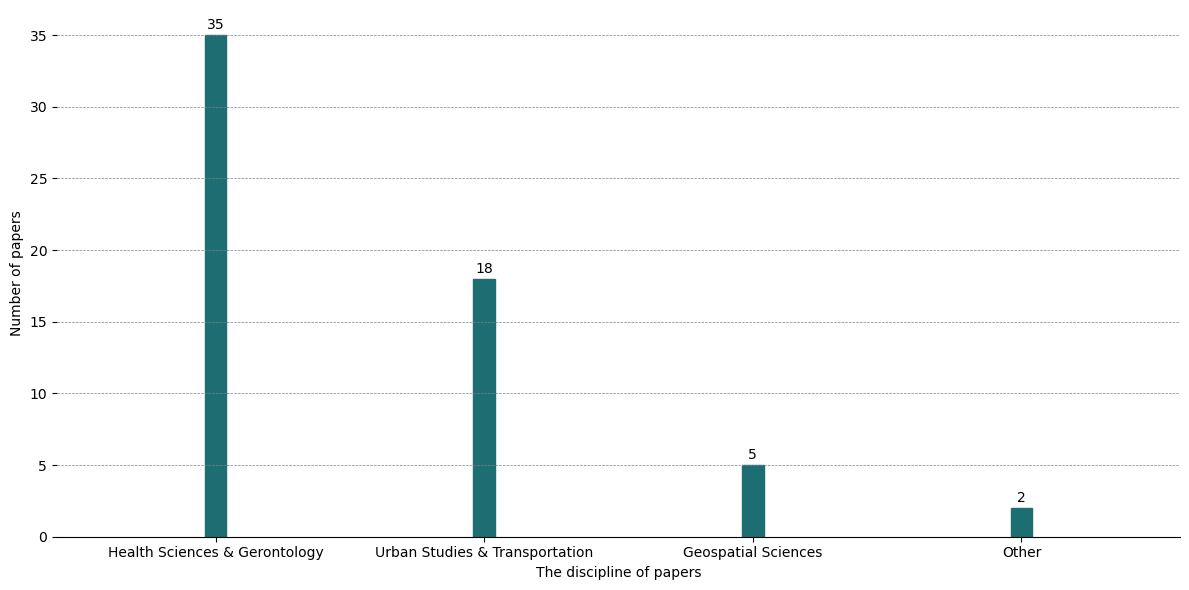 35
18
5
2
35
30
25
20
15
10
5
0
Number of papers
Health Sciences & Gerontology
Urban Studies & Transportation
Geospatial Sciences
Other
The discipline of papers